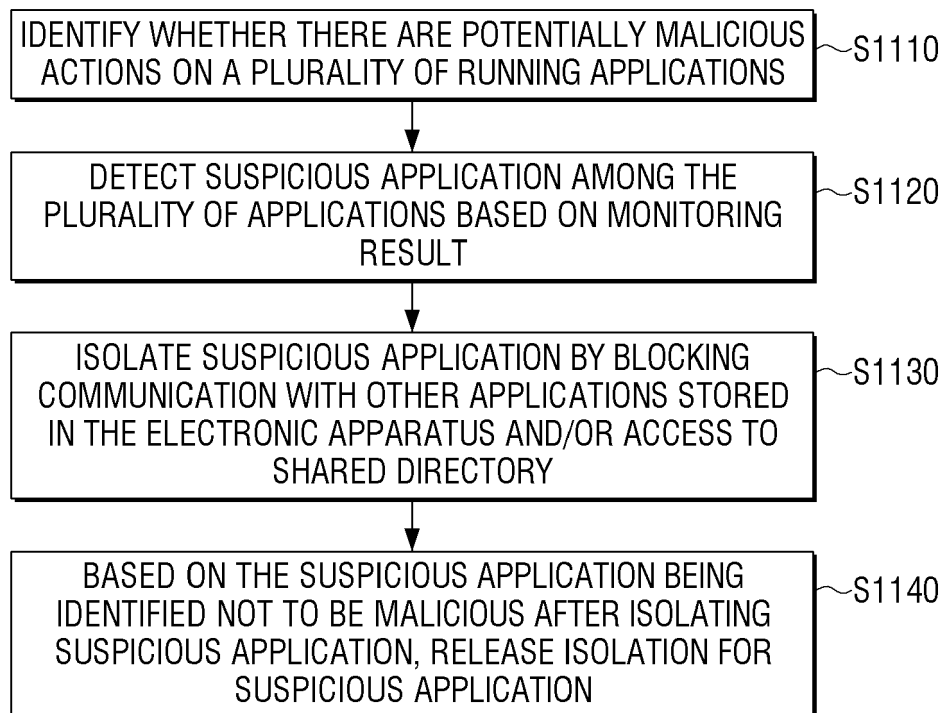 IDENTIFY WHETHER THERE ARE POTENTIALLY MALICIOUS
ACTIONS ON A PLURALITY OF RUNNING APPLICATIONS
S1110
DETECT SUSPICIOUS APPLICATION AMONG THE
PLURALITY OF APPLICATIONS BASED ON MONITORING
RESULT
S1120
ISOLATE SUSPICIOUS APPLICATION BY BLOCKING
COMMUNICATION WITH OTHER APPLICATIONS STORED
IN THE ELECTRONIC APPARATUS AND/OR ACCESS TO
SHARED DIRECTORY
S1130
BASED ON THE SUSPICIOUS APPLICATION BEING
IDENTIFIED NOT TO BE MALICIOUS AFTER ISOLATING
SUSPICIOUS APPLICATION, RELEASE ISOLATION FOR
SUSPICIOUS APPLICATION
S1140